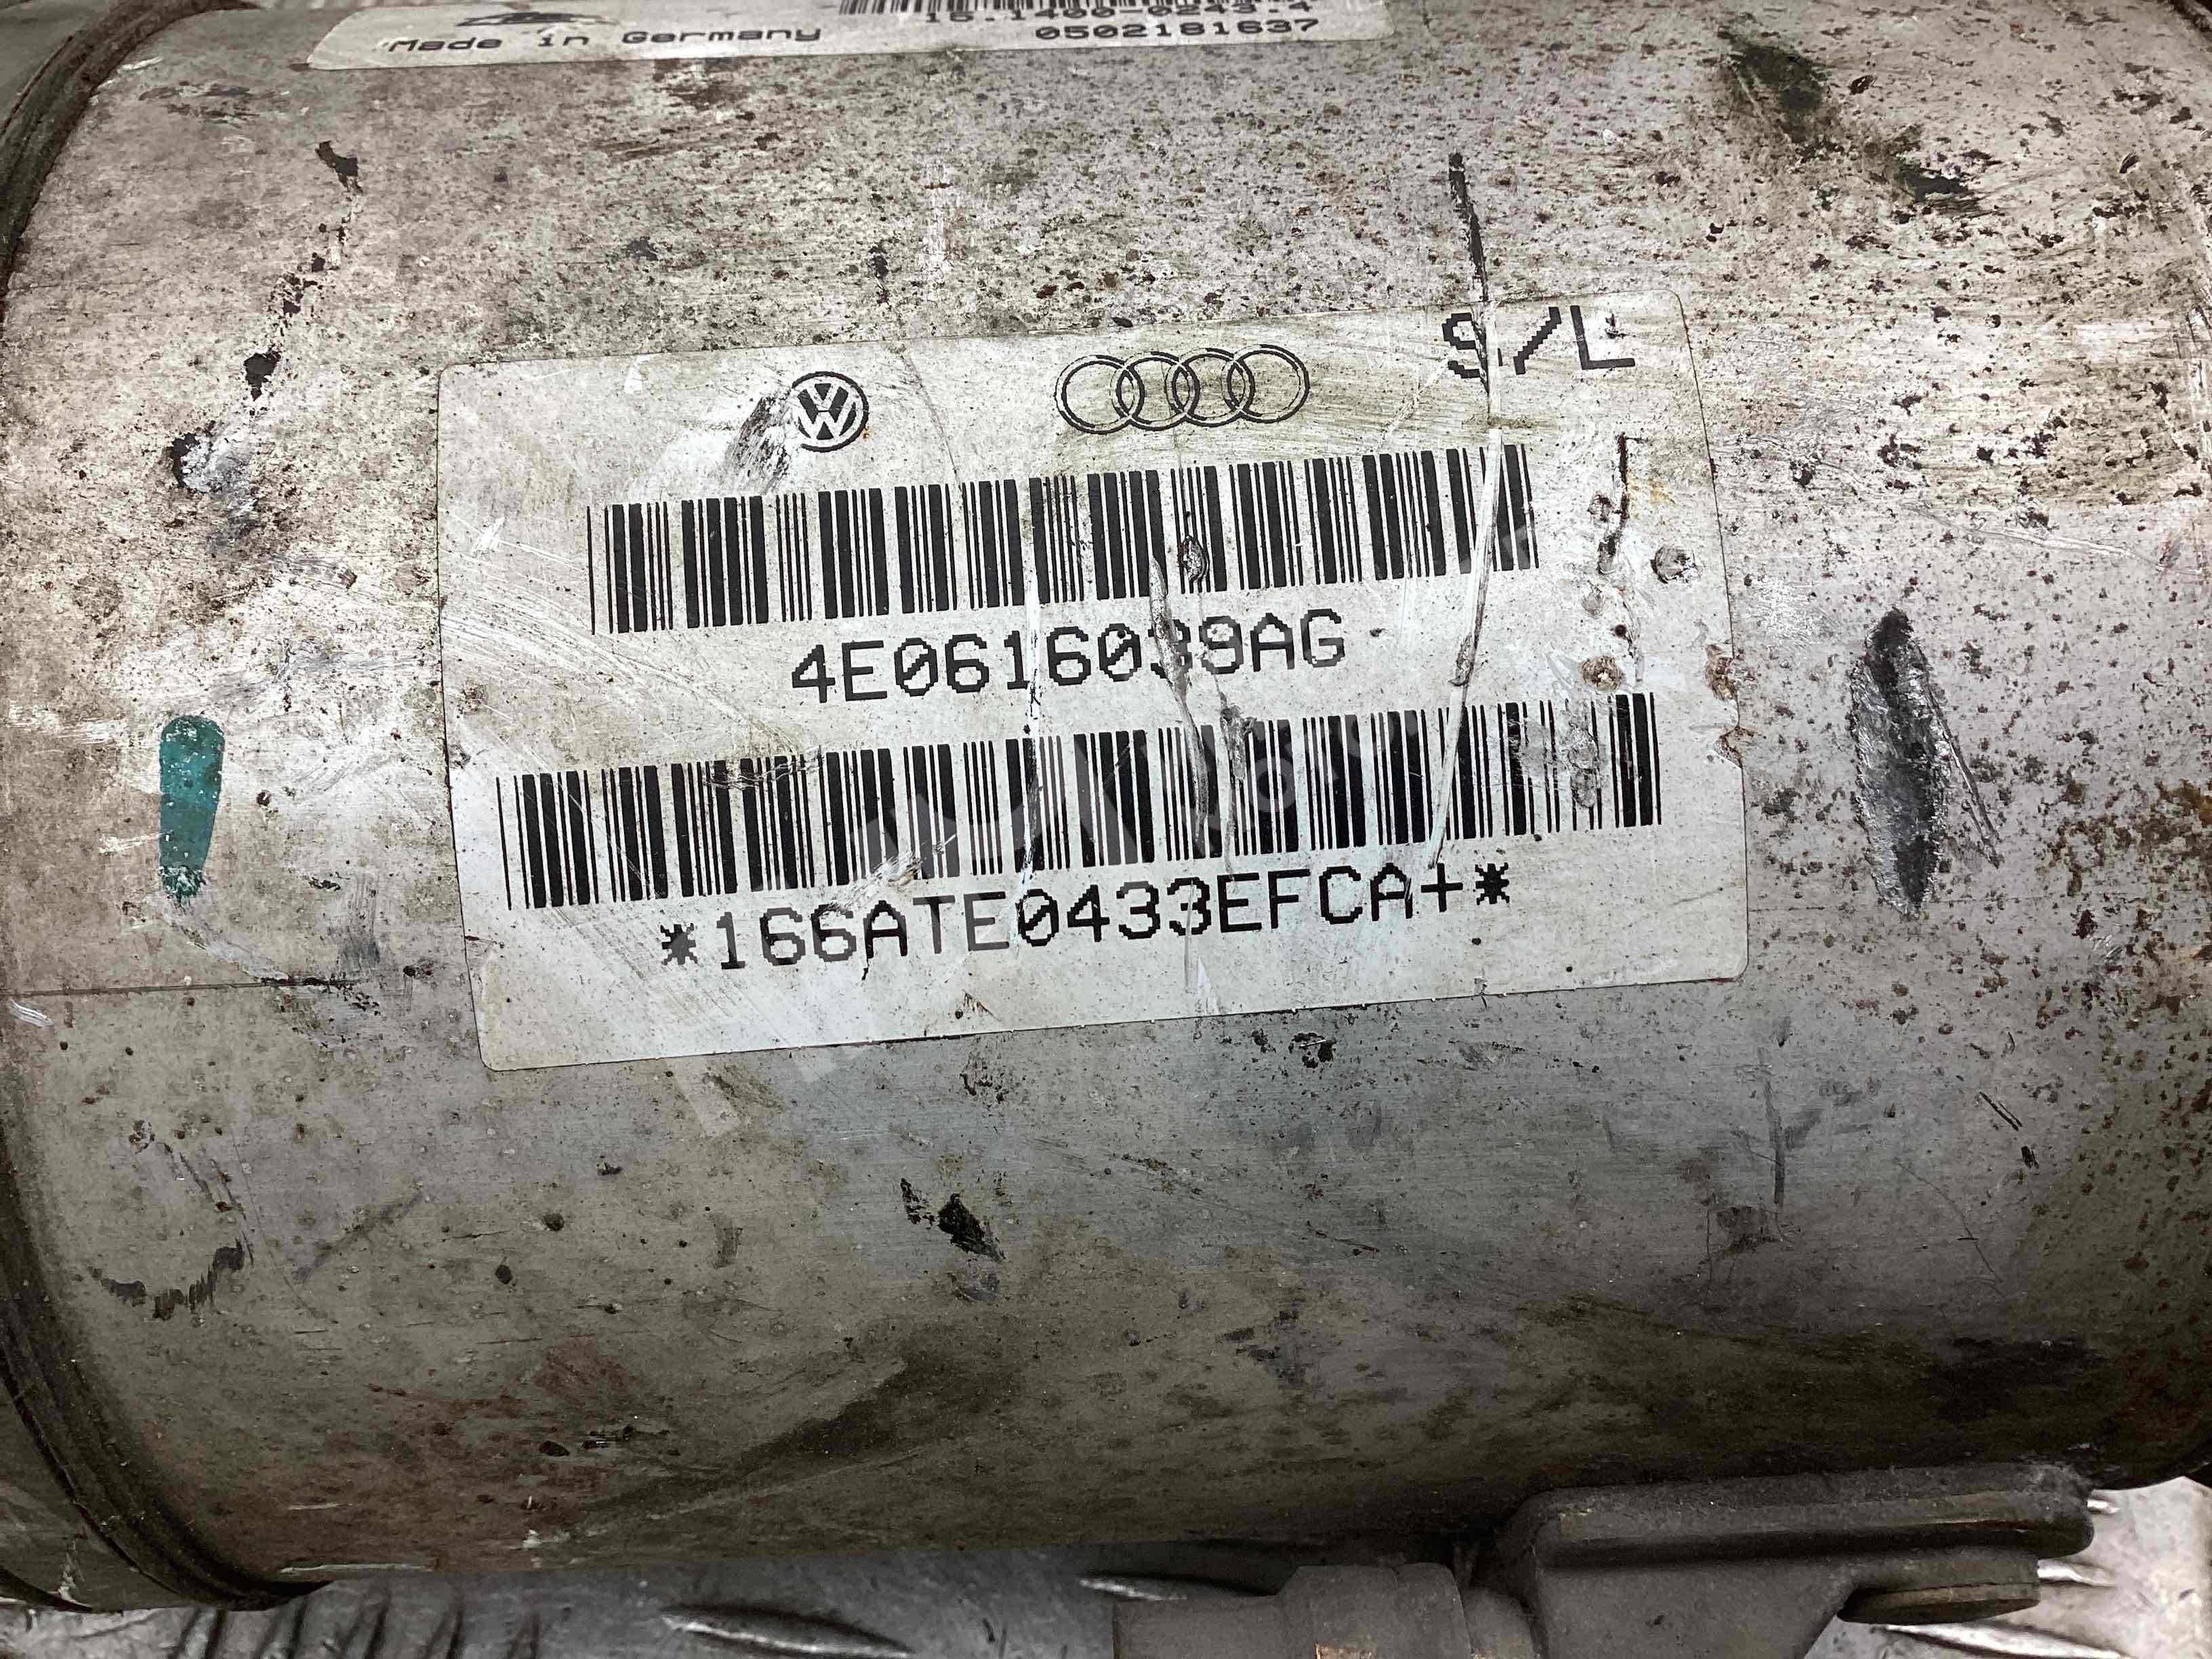 Made in Germany
0502181637
S/L
4E0616039AG
*166ATE0433EFCA+*